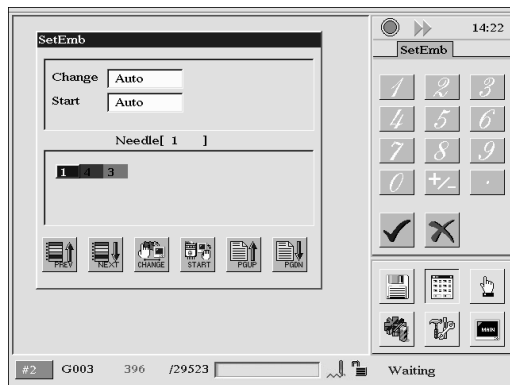 14:22
SetEmb
SetEmb
Change Auto
Start Auto
Needle[ 1 ]
1 4 3
PREV NEXT CHANGE START PGUP PGDN
1 2 3
4 5 6
7 8 9
0 +/- .
MAIN
#2 G003 396 /29523
Waiting